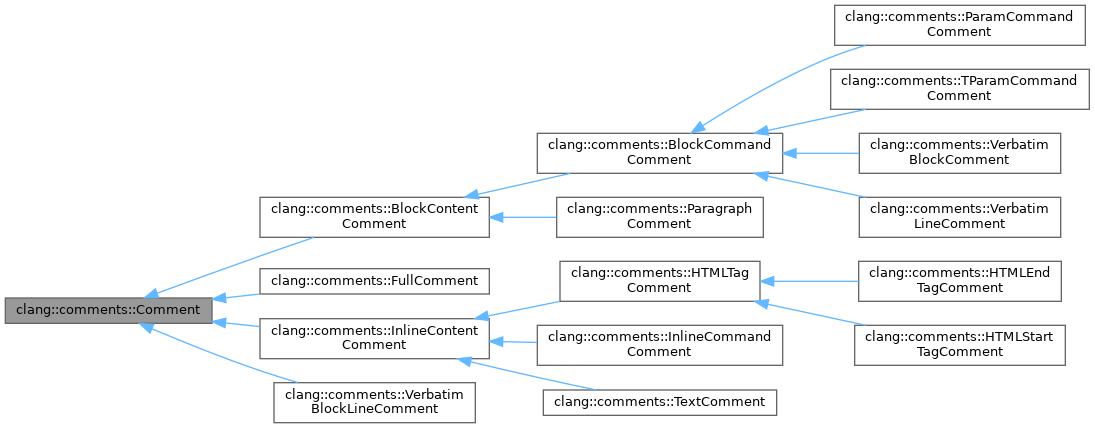 clang::comments::ParamCommand
Comment
clang::comments::TParamCommand
Comment
clang::comments::BlockCommand
Comment
clang::comments::Verbatim
BlockComment
clang::comments::BlockContent
Comment
clang::comments::Paragraph
Comment
clang::comments::Verbatim
LineComment
clang::comments::FullComment
clang::comments::HTMLTag
Comment
clang::comments::HTMLEnd
TagComment
clang::comments::Comment
clang::comments::InlineContent
Comment
clang::comments::InlineCommand
Comment
clang::comments::HTMLStart
TagComment
clang::comments::Verbatim
BlockLineComment
clang::comments::TextComment